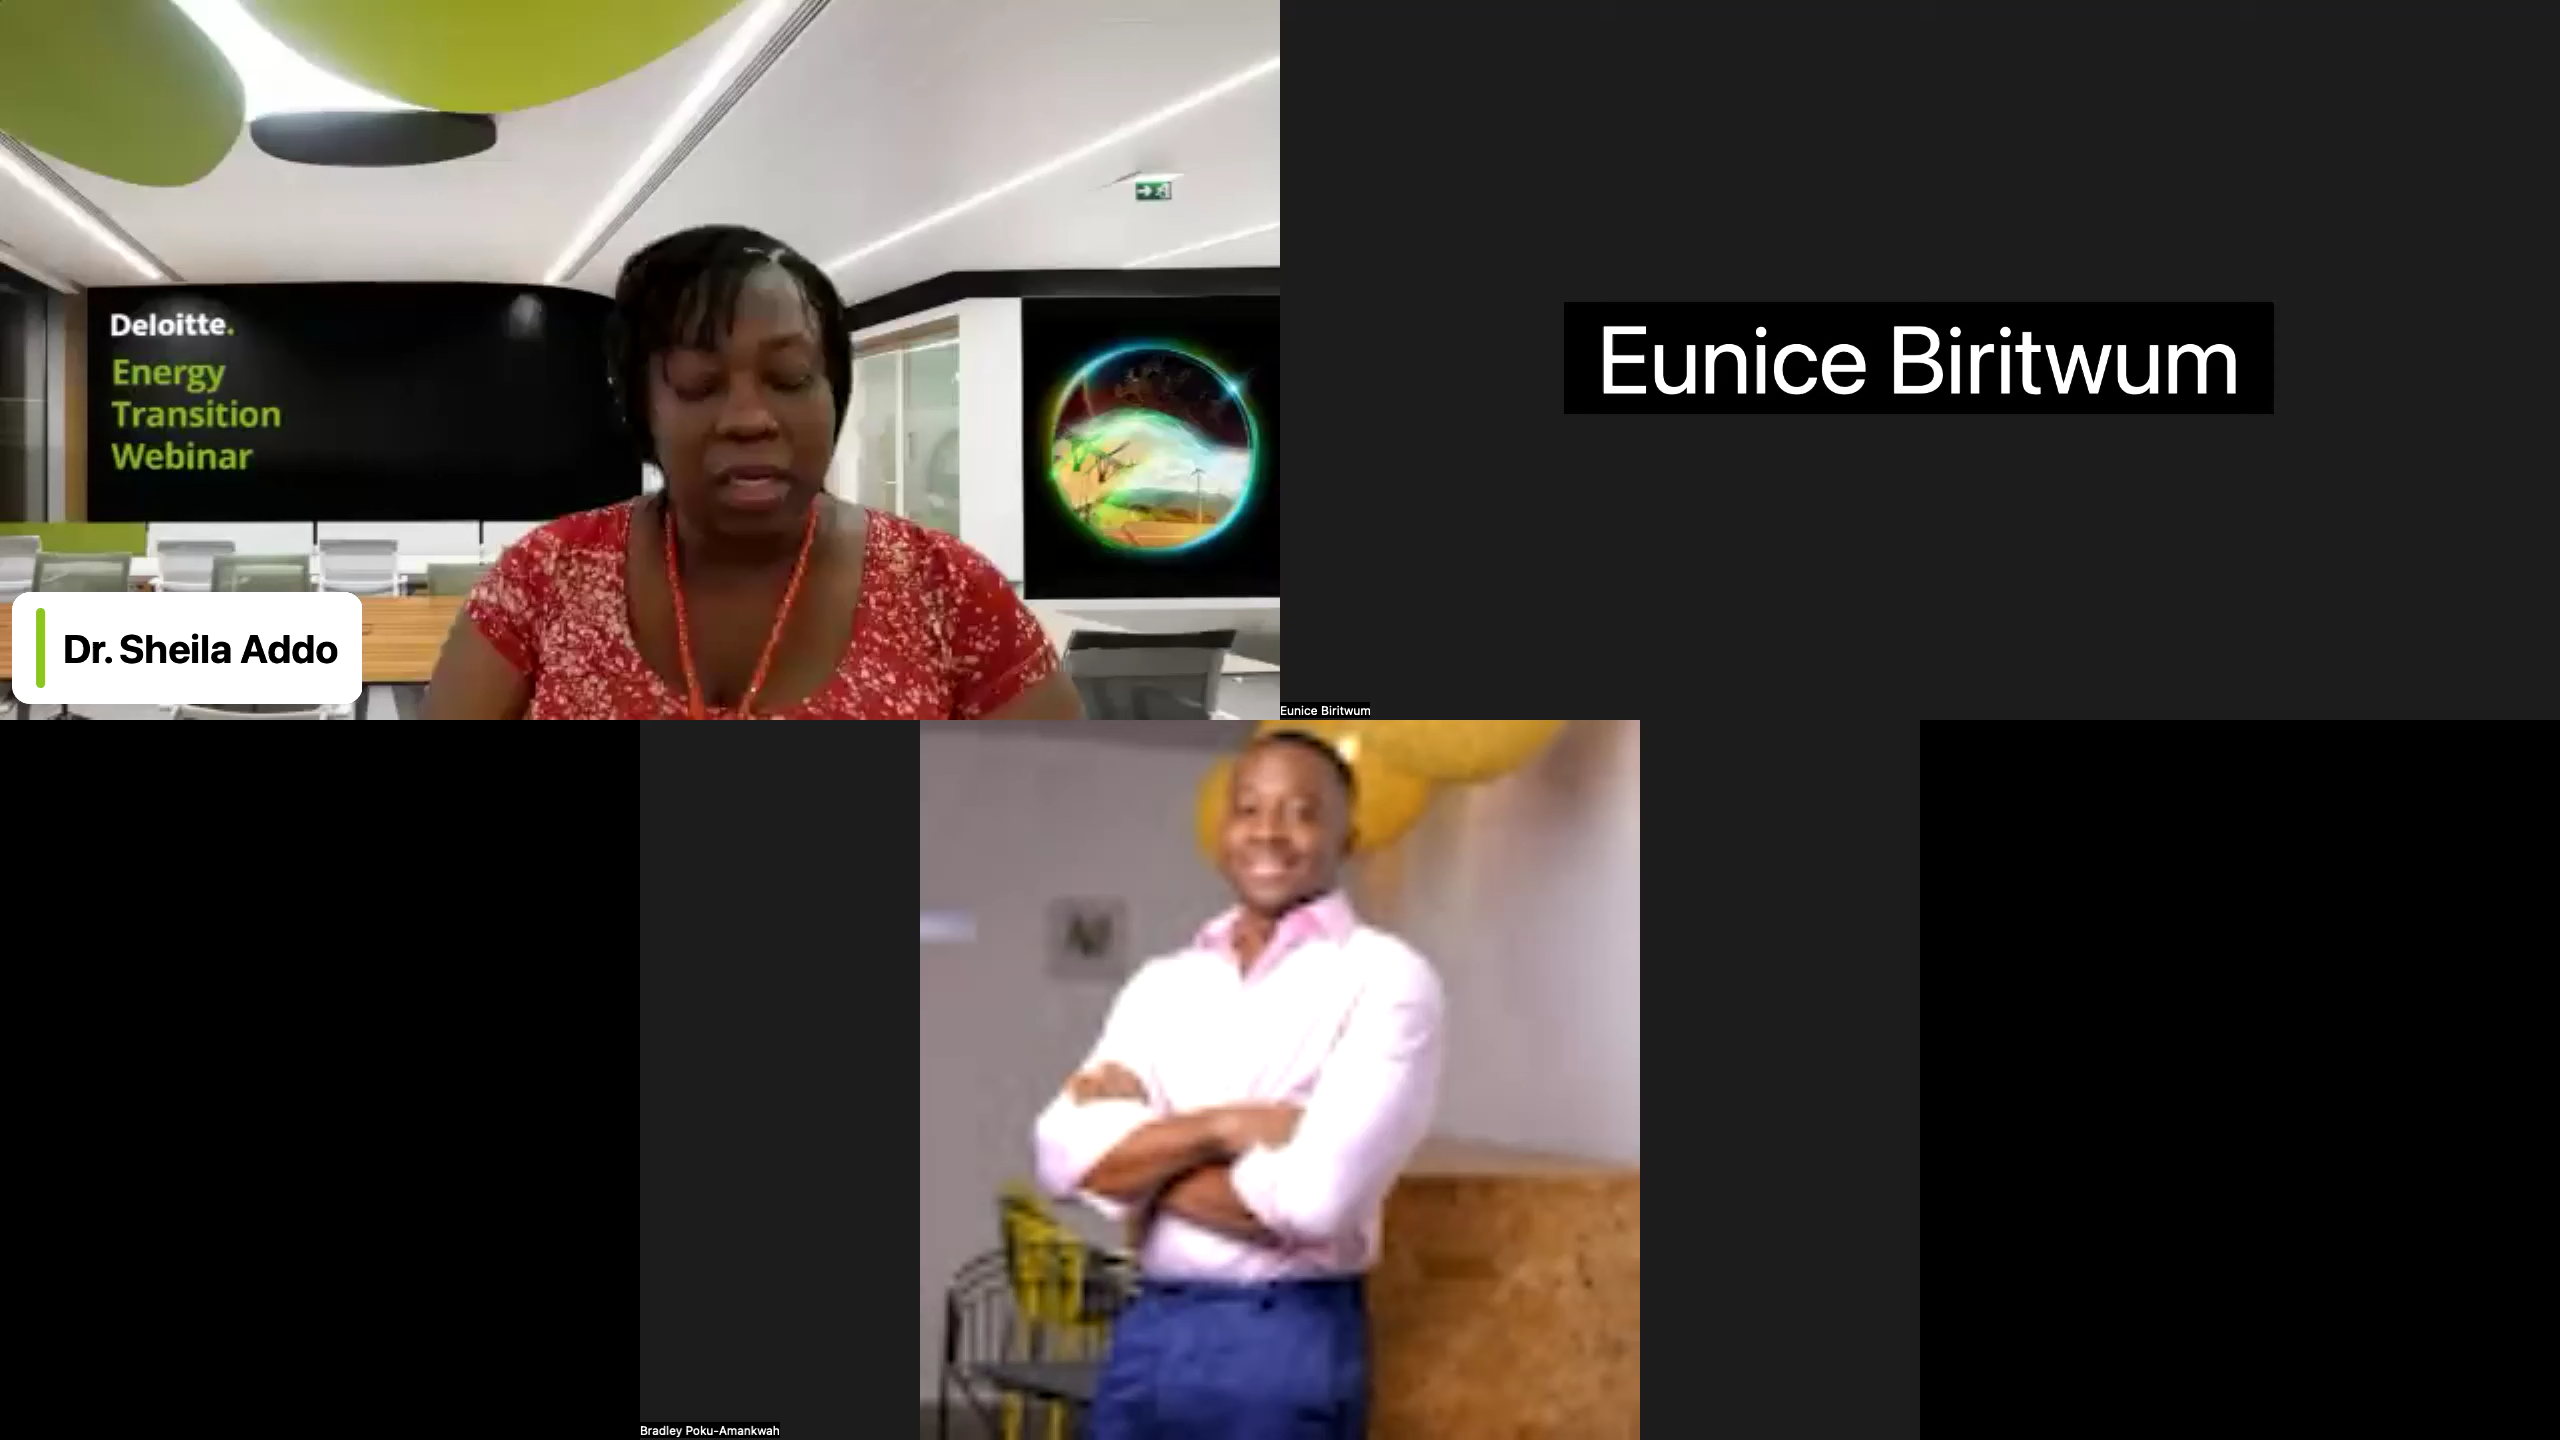 Deloitte.
Energy
Transition
Webinar
Dr. Sheila Addo
Eunice Biritwum
Eunice Biritwum
Bradley Poku-Amankwah